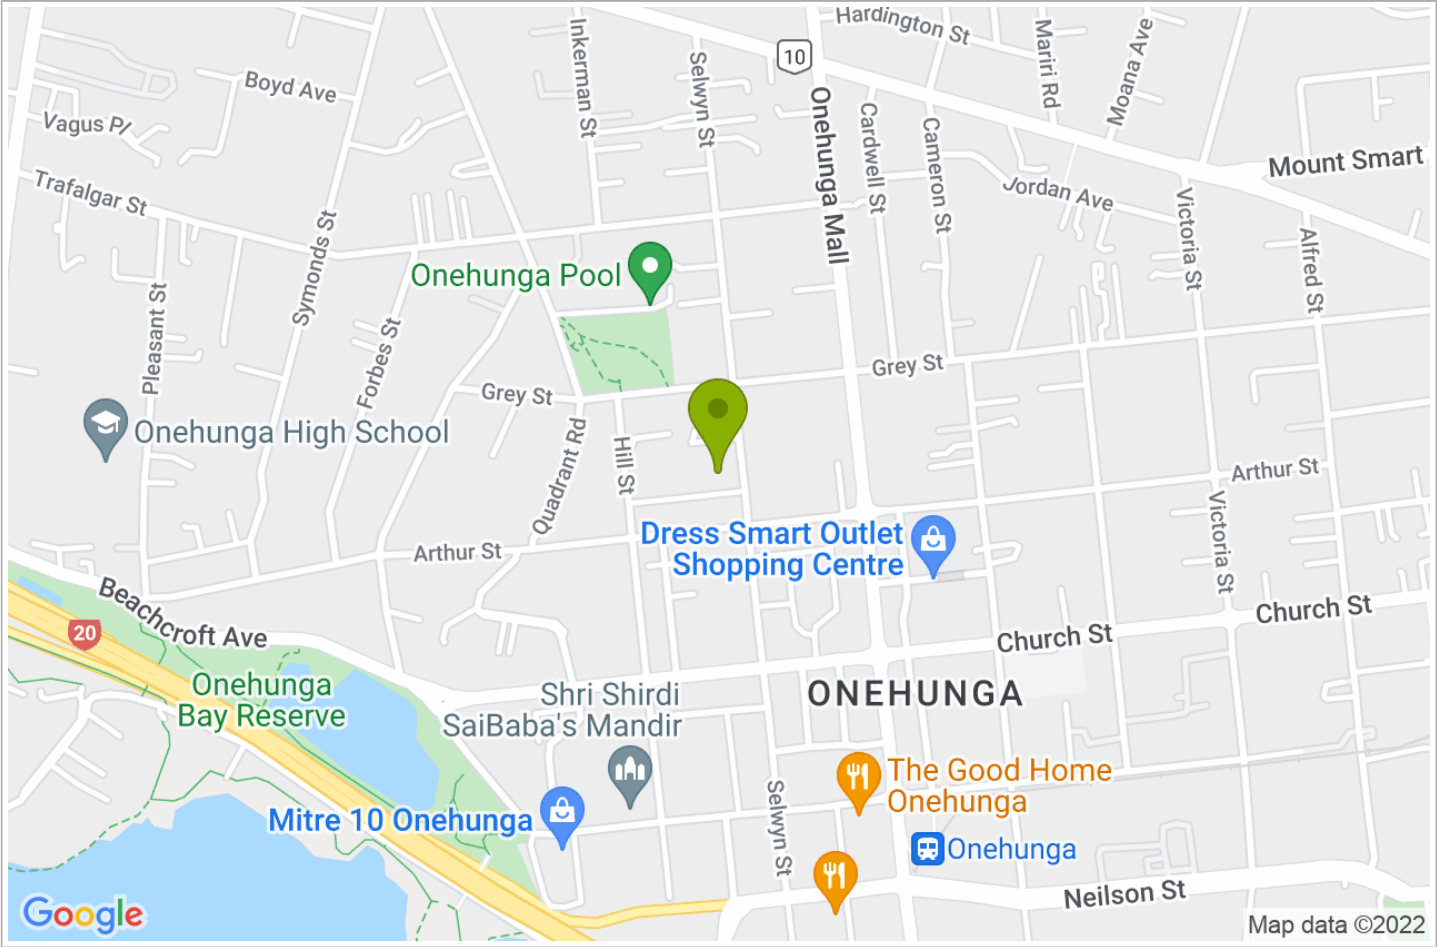 Hardington St
10
Inkerman St
Selwyn St
Mariri Rd
Moana Ave
Boyd Ave
Onehunga Mall
Cardwell St
Cameron St
Vagus Pl
Mount Smart
Trafalgar St
Jordan Ave
Victoria St
Symonds St
Alfred St
Onehunga Pool
Pleasant St
Forbes St
Grey St
Grey St
Onehunga High School
Quadrant Rd
Hill St
Arthur St
Victoria St
Dress Smart Outlet
Shopping Centre
Arthur St
Beachcroft Ave
20
Church St
Church St
Onehunga
Bay Reserve
Shri Shirdi
SaiBaba's Mandir
ONEHUNGA
The Good Home
Onehunga
Selwyn St
Mitre 10 Onehunga
Onehunga
Neilson St
Google
Map data ©2022